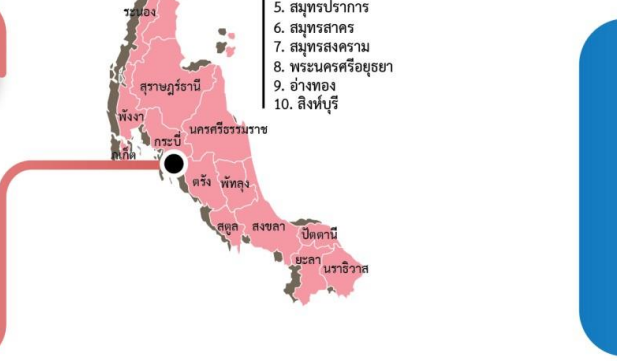 ระนอง
5. สมุทรปราการ
6. สมุทรสาคร
7. สมุทรสงคราม
8. พระนครศรีอยุธยา
9. อ่างทอง
10. สิงห์บุรี
สุราษฎร์ธานี
พังงา
นครศรีธรรมราช
กระบี่
ภูเก็ต
ตรัง
พัทลุง
สตูล
สงขลา
ปัตตานี
ยะลา
นราธิวาส